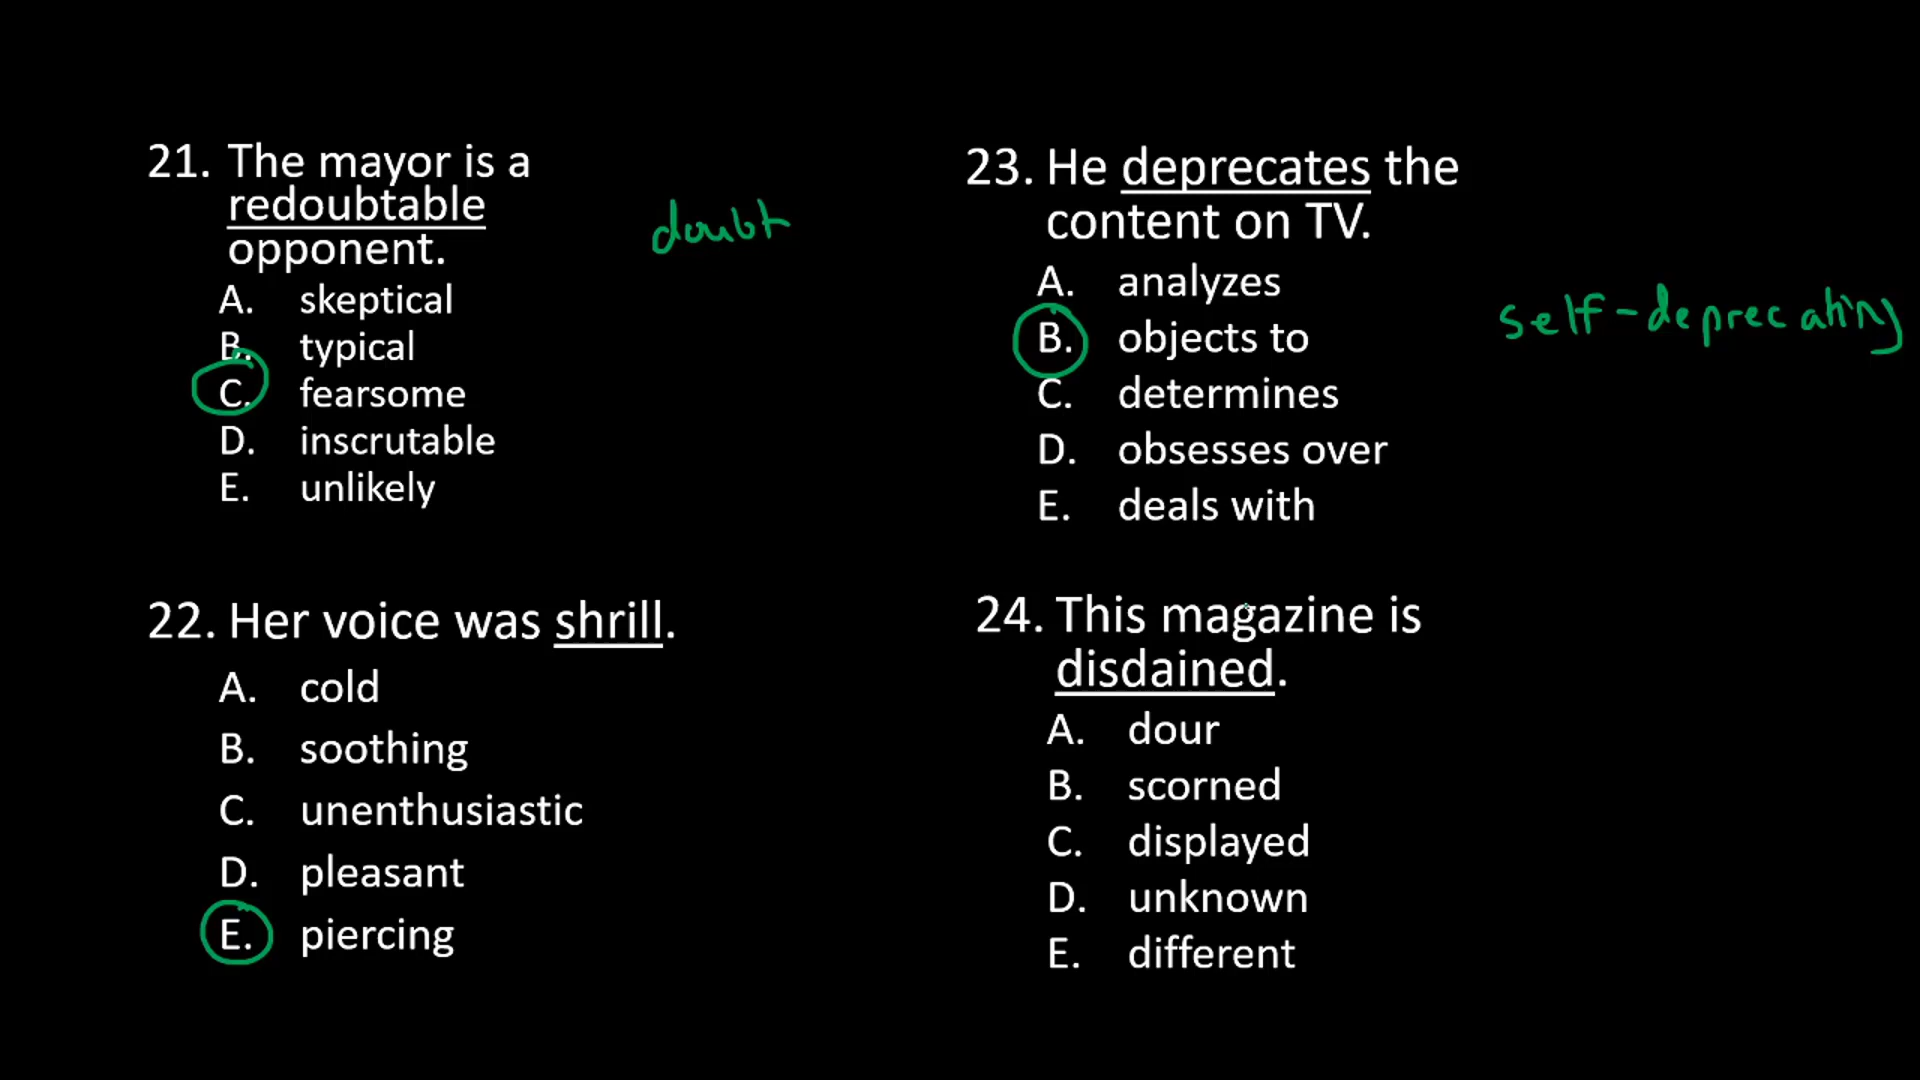 21. The mayor is a
redoubtable
opponent.
doubt
A. skeptical
B. typical
C. fearsome
D. inscrutable
E. unlikely
22. Her voice was shrill.
A. cold
B. soothing
C. unenthusiastic
D. pleasant
E. piercing
23. He deprecates the
content on TV.
A. analyzes
B. objects to
self-deprecating
C. determines
D. obsesses over
E. deals with
24. This magazine is
disdained.
A. dour
B. scorned
C. displayed
D. unknown
E. different